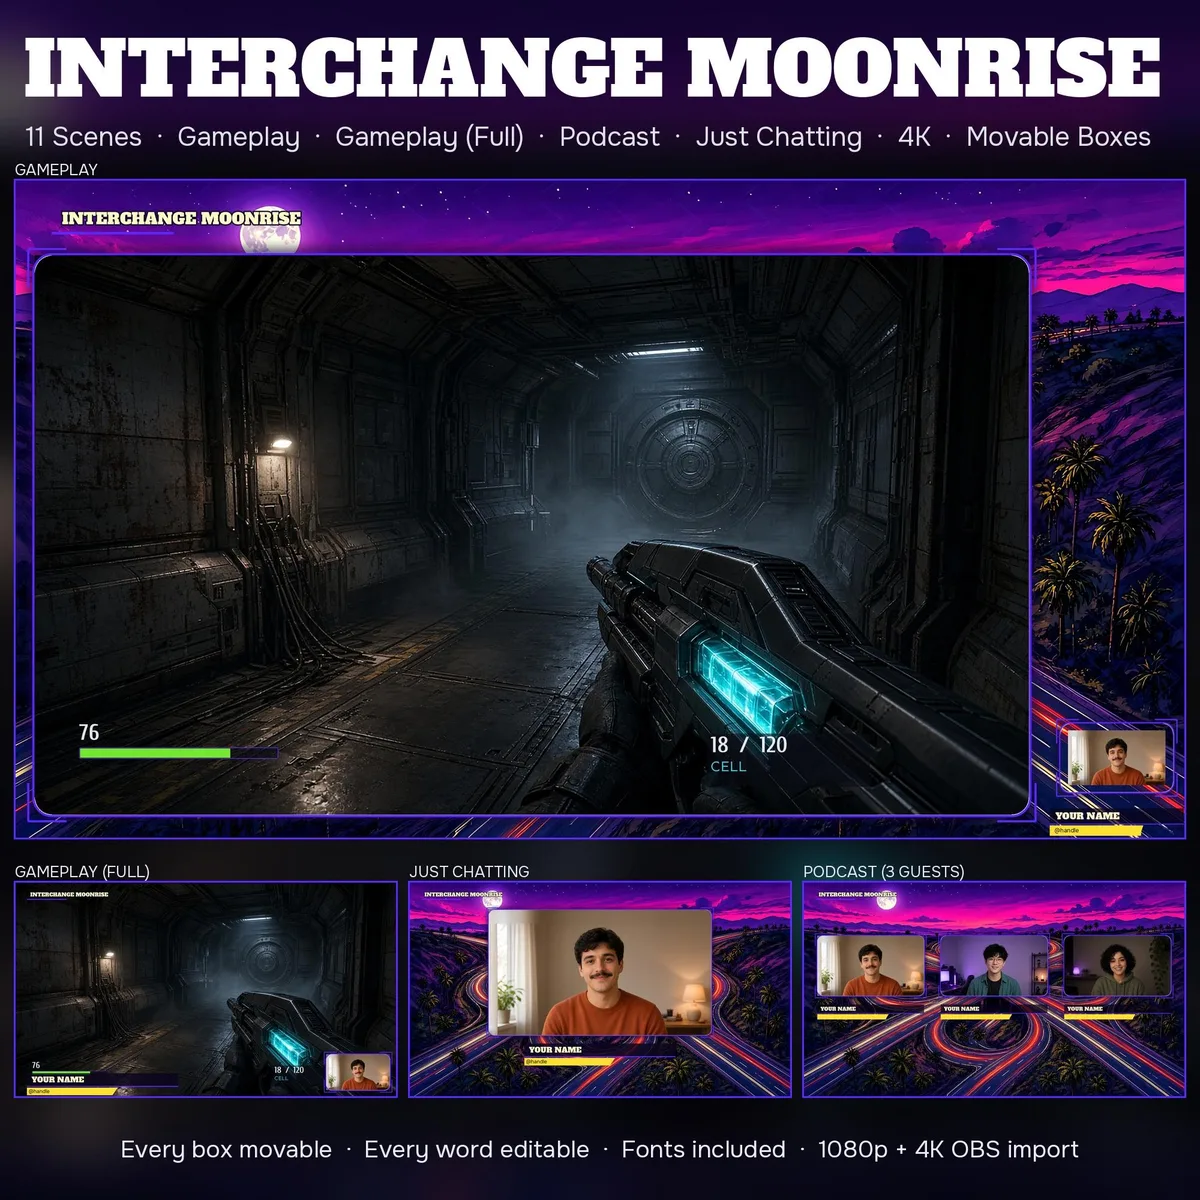 INTERCHANGE MOONRISE
11 Scenes · Gameplay · Gameplay (Full) · Podcast · Just Chatting · 4K · Movable Boxes
GAMEPLAY
INTERCHANGE MOONRISE
76
18 / 120
CELL
YOUR NAME
@handle
GAMEPLAY (FULL)
JUST CHATTING
PODCAST (3 GUESTS)
INTERCHANGE MOONRISE
76
18 / 120
CELL
YOUR NAME
@handle
INTERCHANGE MOONRISE
YOUR NAME
@handle
INTERCHANGE MOONRISE
YOUR NAME
YOUR NAME
YOUR NAME
Every box movable · Every word editable · Fonts included · 1080p + 4K OBS import